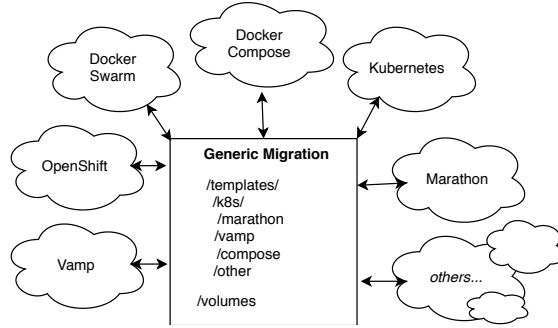 Docker
Compose
Docker
Swarm
Kubernetes
OpenShift
Generic Migration
/templates/
/k8s/
/marathon
/vamp
/compose
/other
/volumes
Marathon
Vamp
others...